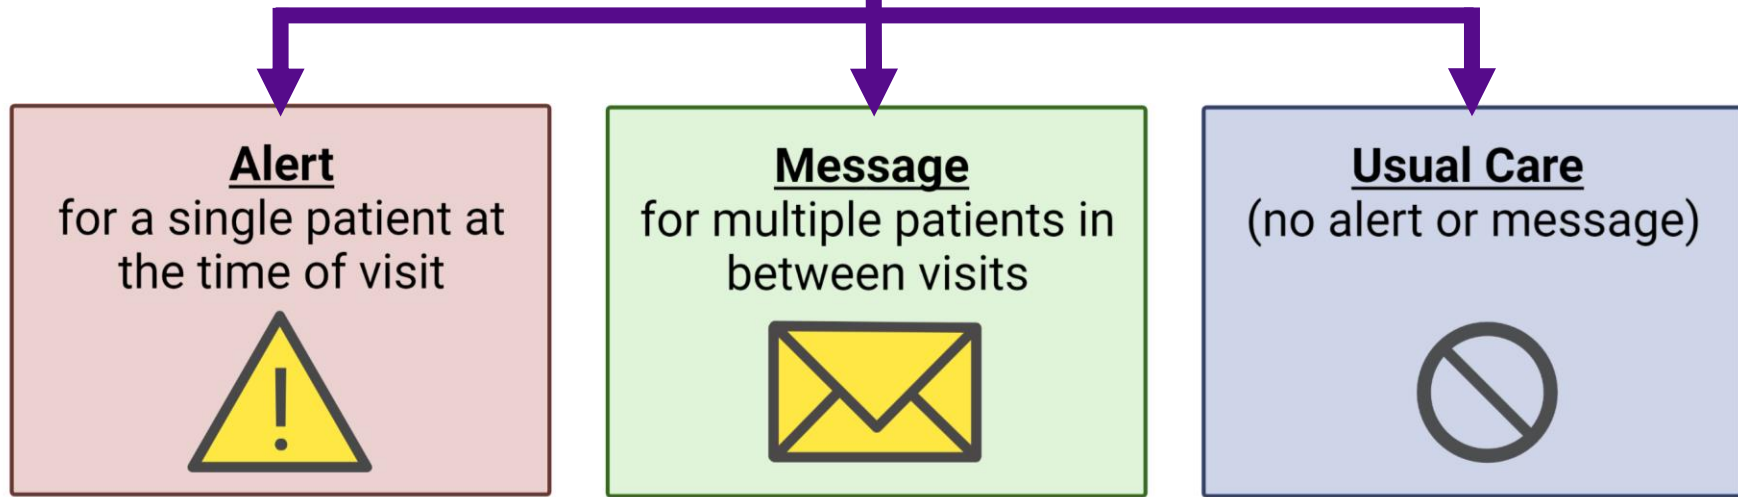 Alert
for a single patient at
the time of visit
Message
for multiple patients in
between visits
Usual Care
(no alert or message)